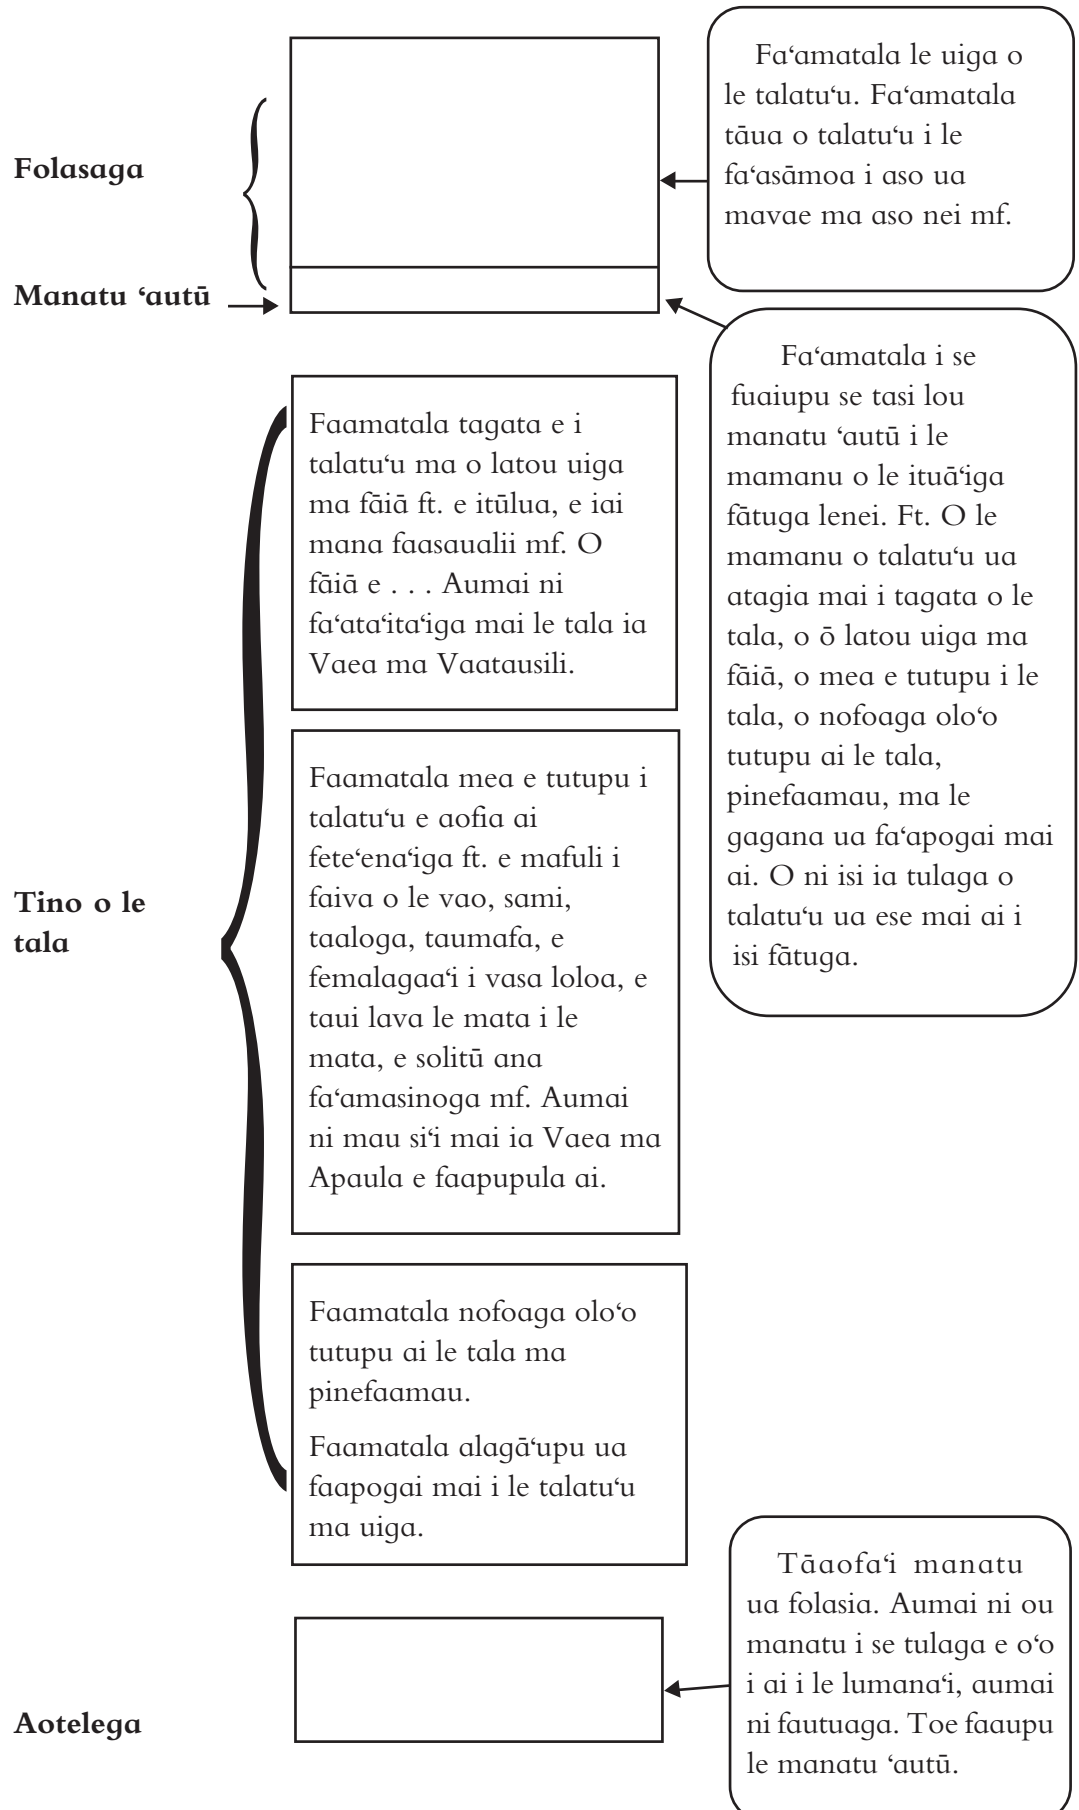 Folasaga
Fa‘amatala le uiga o
le talatu‘u. Fa‘amatala
tāua o talatu‘u i le
fa‘asāmoa i aso ua
mavae ma aso nei mf.
Manatu ‘autū
Fa‘amatala i se
fuaiupu se tasi lou
manatu ‘autū i le
mamanu o le ituā‘iga
fātuga lenei. Ft. O le
mamanu o talatu‘u ua
atagia mai i tagata o le
tala, o ō latou uiga ma
fāiā, o mea e tutupu i le
tala, o nofoaga olo‘o
tutupu ai le tala,
pinefaamau, ma le
gagana ua fa‘apogai mai
ai. O ni isi ia tulaga o
talatu‘u ua ese mai ai i
isi fātuga.
Tino o le
tala
Faamatala tagata e i
talatu‘u ma o latou uiga
ma fāiā ft. e itūlua, e iai
mana faasaualii mf. O
fāiā e . . . Aumai ni
fa‘ata‘ita‘iga mai le tala ia
Vaea ma Vaatausili.
Faamatala mea e tutupu i
talatu‘u e aofia ai
fete‘ena‘iga ft. e mafuli i
faiva o le vao, sami,
taaloga, taumafa, e
femalagaa‘i i vasa loloa, e
taui lava le mata i le
mata, e solitū ana
fa‘amasinoga mf. Aumai
ni mau si‘i mai ia Vaea ma
Apaula e faapupula ai.
Faamatala nofoaga olo‘o
tutupu ai le tala ma
pinefaamau.
Faamatala alagā‘upu ua
faapogai mai i le talatu‘u
ma uiga.
Aotelega
Tāaofa‘i manatu
ua folasia. Aumai ni ou
manatu i se tulaga e o‘o
i ai i le lumana‘i, aumai
ni fautuaga. Toe faaupu
le manatu ‘autū.